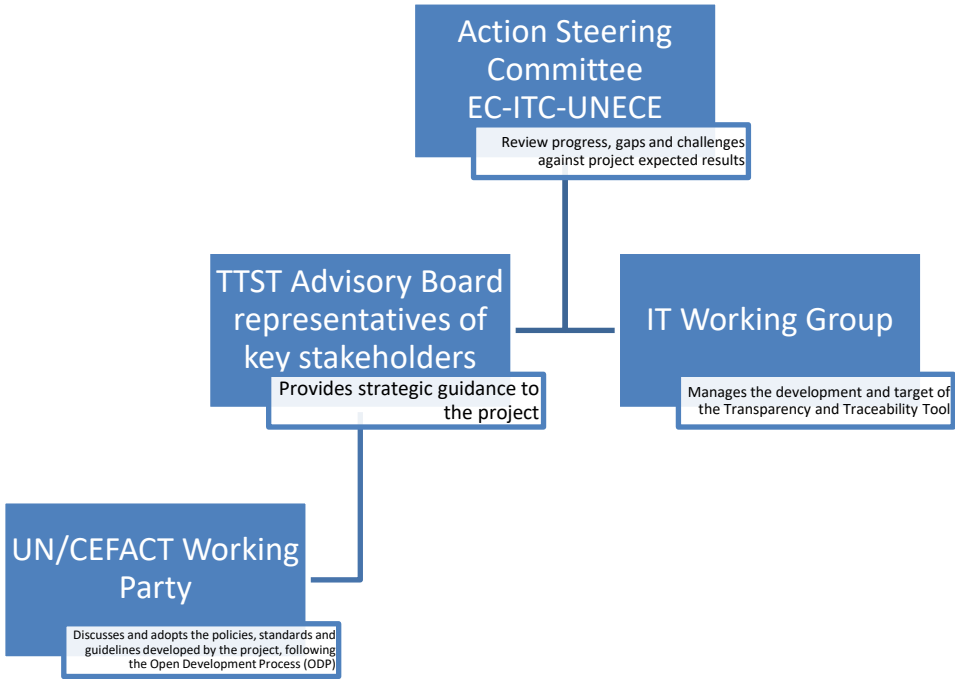 Action Steering
Committee
EC-ITC-UNECE
Review progress, gaps and challenges
against project expected results
TTST Advisory Board
representatives of
key stakeholders
Provides strategic guidance to
the project
IT Working Group
Manages the development and target of
the Transparency and Traceability Tool
UN/CEFACT Working
Party
Discusses and adopts the policies, standards and
guidelines developed by the project, following
the Open Development Process (ODP)